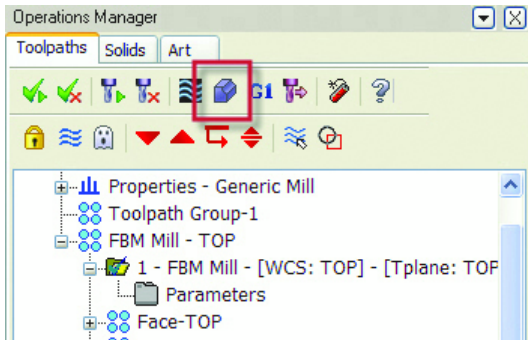 Operations Manager
Toolpaths Solids Art
G1
Properties - Generic Mill
Toolpath Group-1
FBM Mill - TOP
1 - FBM Mill - [WCS: TOP] - [Tplane: TOP
Parameters
Face-TOP